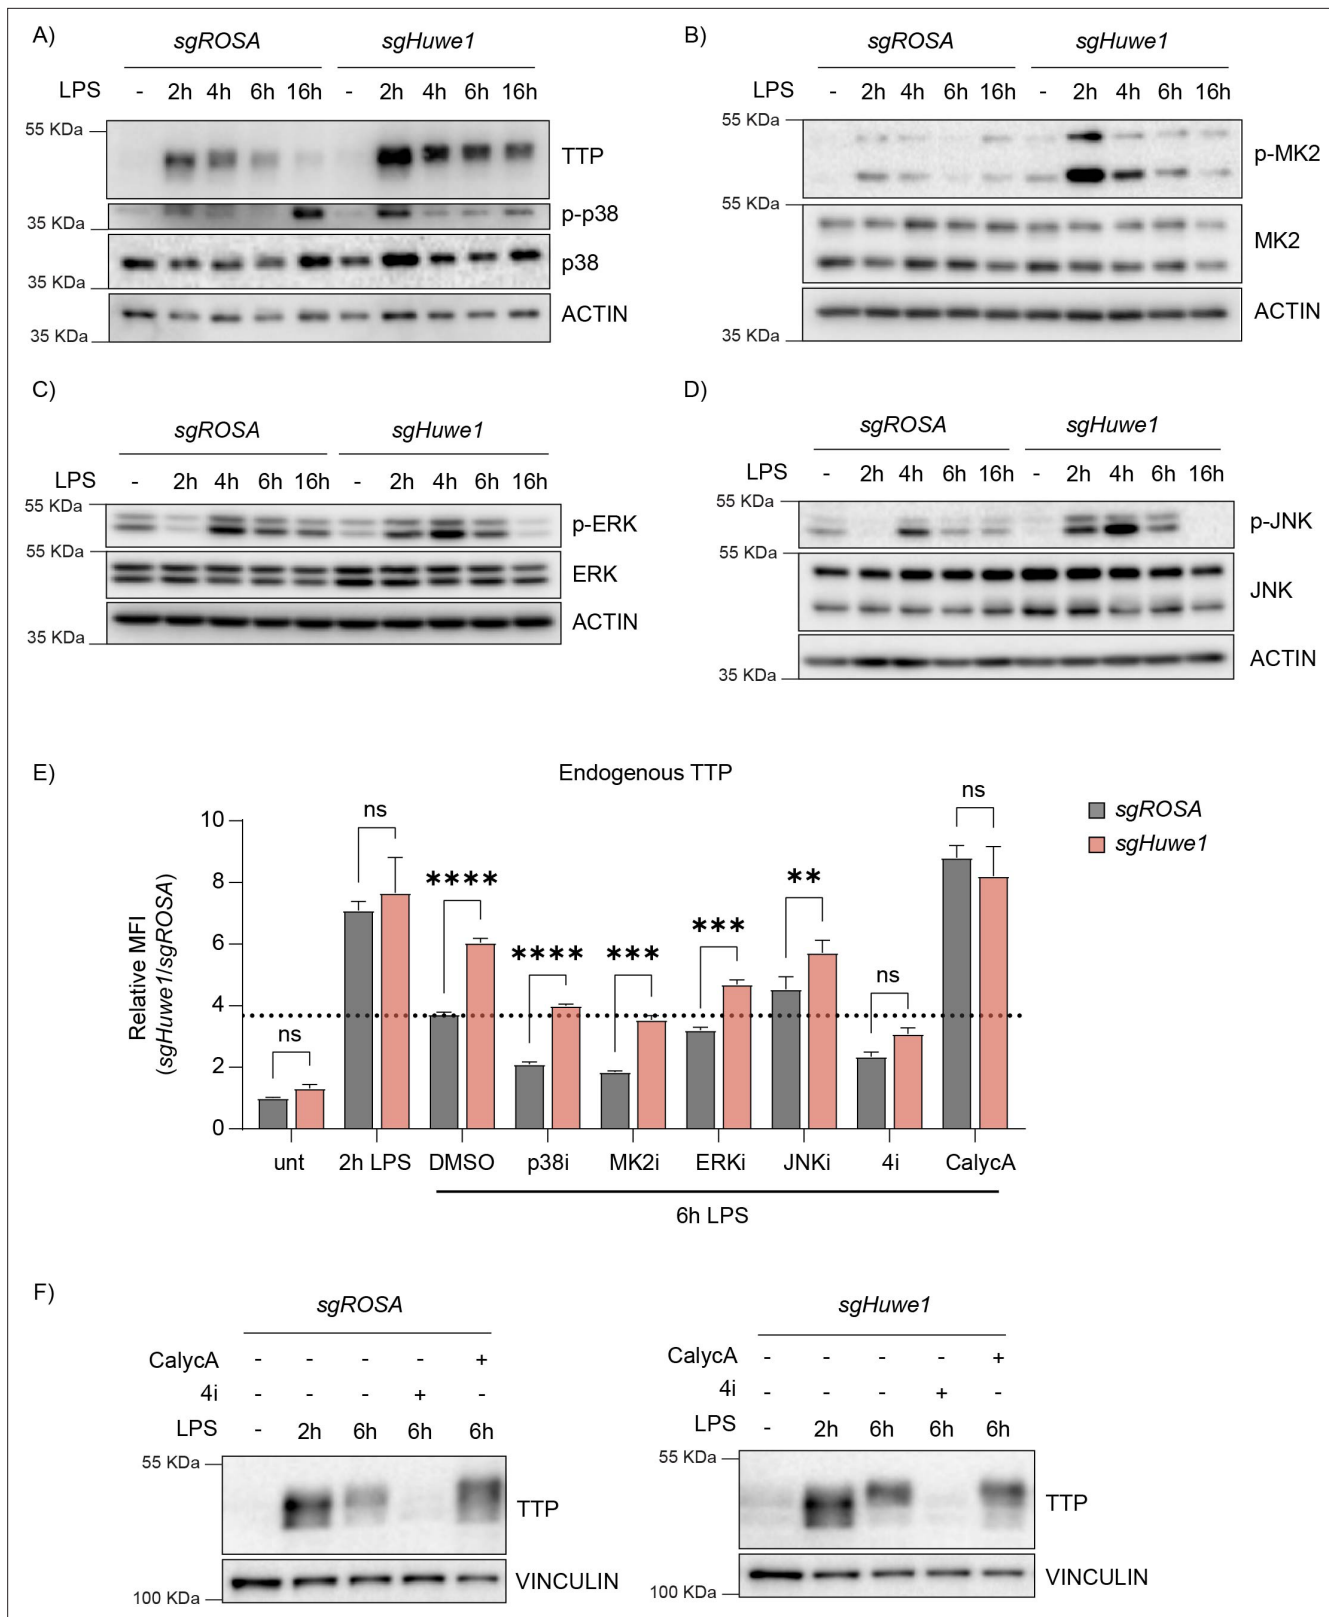 A)
sgROSA sgHuwe1
LPS - 2h 4h 6h 16h - 2h 4h 6h 16h
55 KDa
TTP
p-p38
35 KDa
p38
35 KDa
ACTIN
35 KDa
B)
sgROSA sgHuwe1
LPS - 2h 4h 6h 16h - 2h 4h 6h 16h
55 KDa
p-MK2
55 KDa
MK2
ACTIN
35 KDa
C)
sgROSA sgHuwe1
LPS - 2h 4h 6h 16h - 2h 4h 6h 16h
55 KDa
p-ERK
55 KDa
ERK
ACTIN
35 KDa
D)
sgROSA sgHuwe1
LPS - 2h 4h 6h 16h - 2h 4h 6h 16h
55 KDa
p-JNK
55 KDa
JNK
ACTIN
35 KDa
E)
Endogenous TTP
Relative MFI
(sgHuwe1/sgROSA)
10
8
6
4
2
0
ns
ns
****
****
***
***
**
ns
ns
sgROSA
sgHuwe1
unt 2h LPS DMSO p38i MK2i ERKi JNKi 4i CalycA
6h LPS
F)
sgROSA
CalycA - - - - +
4i - - - + -
LPS - 2h 6h 6h 6h
55 KDa
TTP
VINCULIN
100 KDa
sgHuwe1
CalycA - - - - +
4i - - - + -
LPS - 2h 6h 6h 6h
55 KDa
TTP
VINCULIN
100 KDa